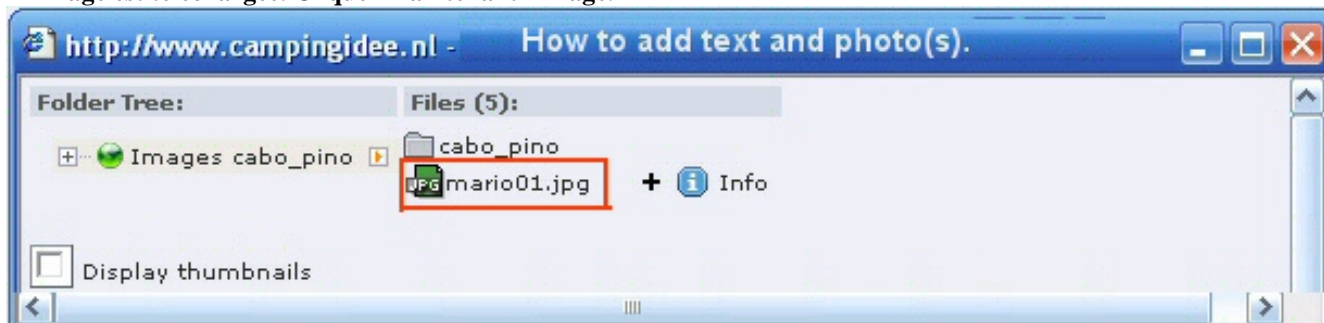 http://www.campingidee.nl - How to add text and photo(s).
Folder Tree:
Files (5):
Images cabo_pino
cabo_pino
JPG mario01.jpg + i Info
Display thumbnails